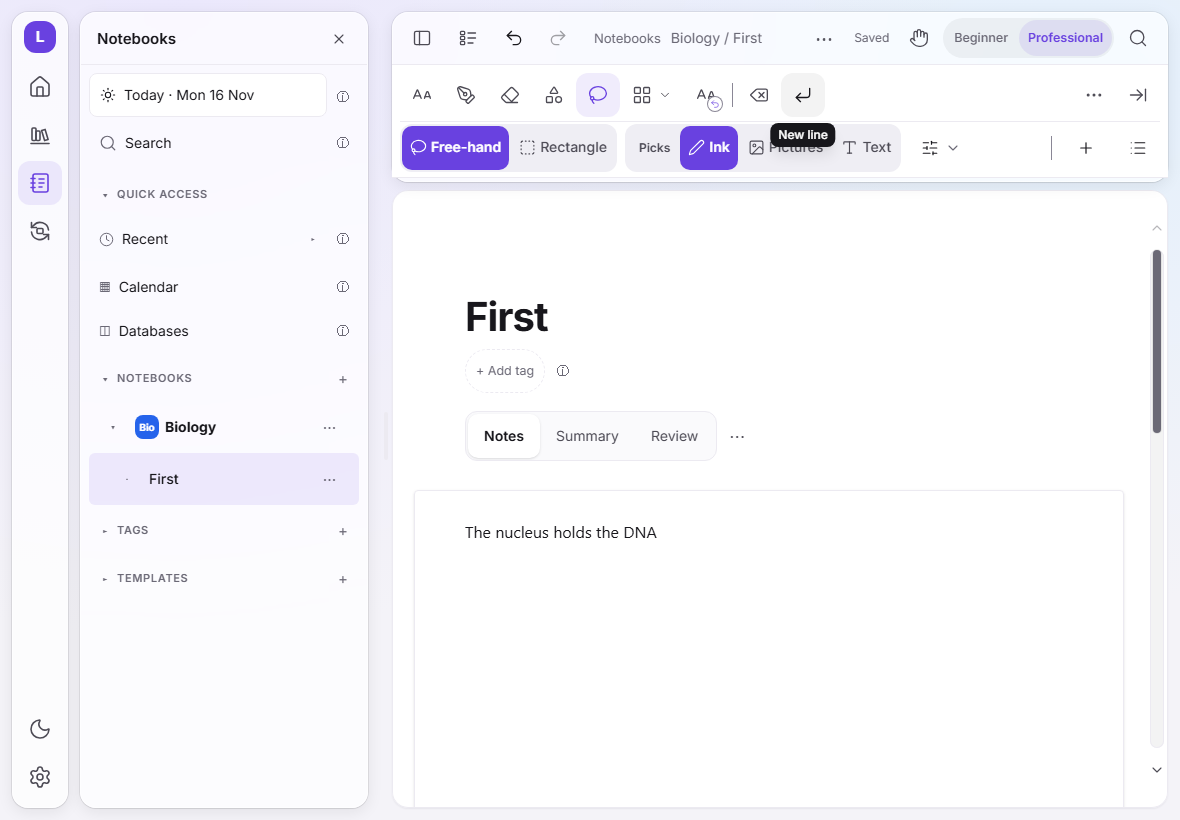 L
Notebooks
Today · Mon 16 Nov
Search
QUICK ACCESS
Recent
Calendar
Databases
NOTEBOOKS
Bio Biology
First
TAGS
TEMPLATES
Notebooks Biology / First
Saved
Beginner Professional
AA
AA
New line
Free-hand Rectangle Picks Ink Pictures Text
First
+ Add tag
Notes Summary Review
The nucleus holds the DNA